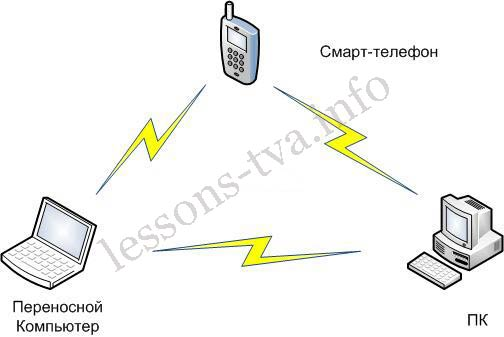 Смарт-телефон
lessons-tva.info
Переносной
Компьютер
ПК